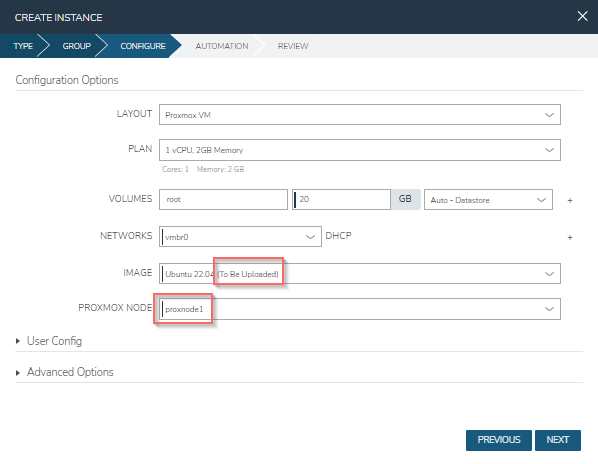 CREATE INSTANCE
TYPE GROUP CONFIGURE AUTOMATION REVIEW
Configuration Options
LAYOUT Proxmox VM
PLAN 1 vCPU, 2GB Memory
Cores: 1 Memory: 2 GB
VOLUMES root 20 GB Auto - Datastore +
NETWORKS vmbr0 DHCP +
IMAGE Ubuntu 22.04 (To Be Uploaded)
PROXMOX NODE proxnode1
User Config
Advanced Options
PREVIOUS NEXT